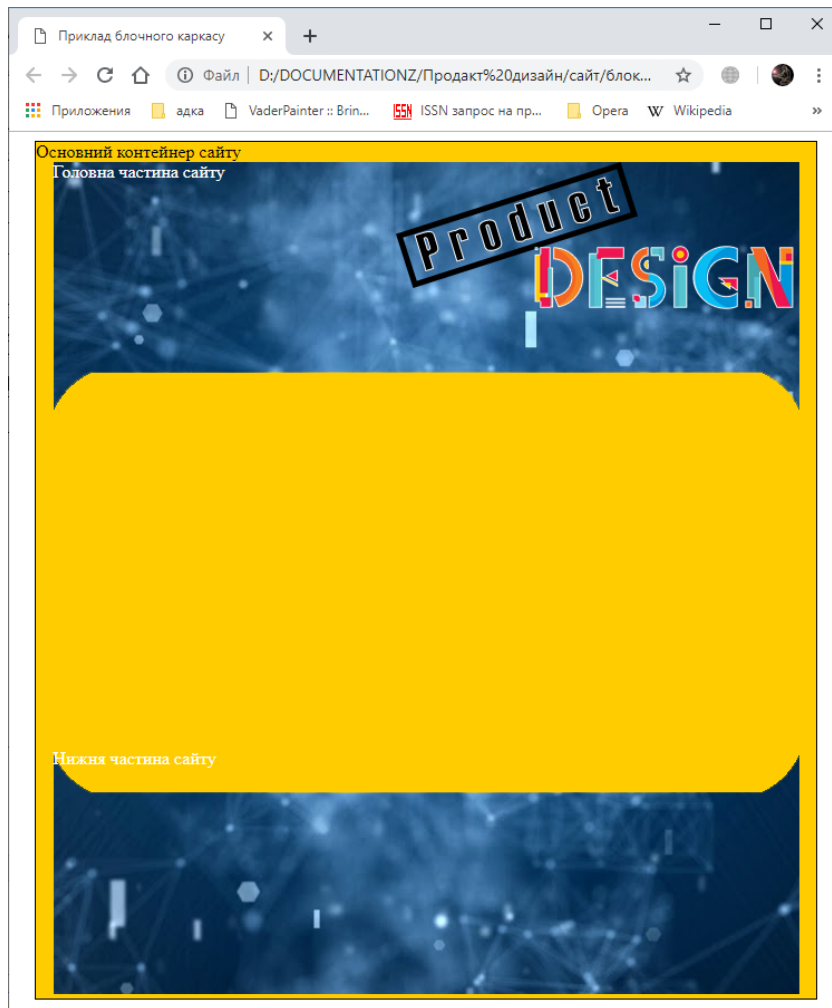 Приклад блочного каркасу
Файл D:/DOCUMENTATIONZ/Продакт%20дизайн/сайт/блок...
Приложения адка VaderPainter :: Brin... ISSN ISSN запрос на пр... Opera W Wikipedia »
Основний контейнер сайту
Головна частина сайту
Product
DESIGN
Нижня частина сайту